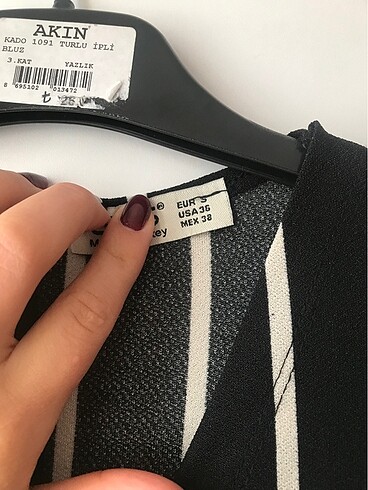 AKIN
KADO 1091 TURLU İPLİ
BLUZ
3.KAT YAZLIK
8 695102 013472
₺
EUR S
USA 36
MEX 38